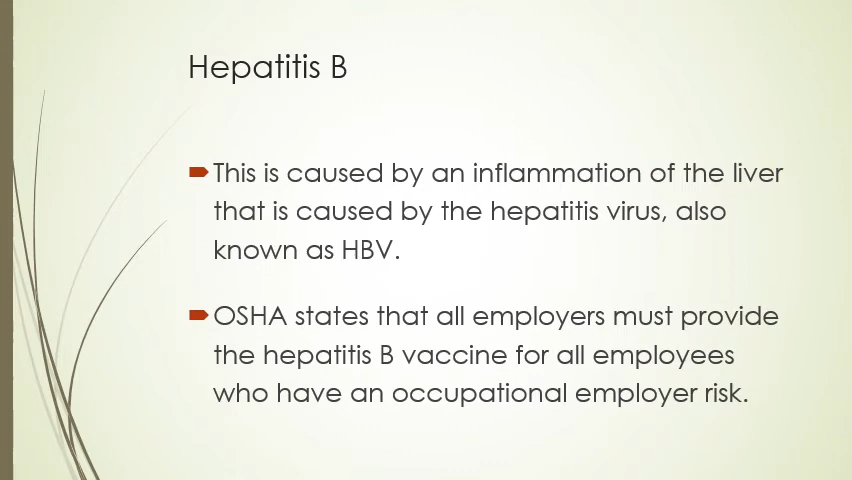 Hepatitis B
This is caused by an inflammation of the liver
that is caused by the hepatitis virus, also
known as HBV.
OSHA states that all employers must provide
the hepatitis B vaccine for all employees
who have an occupational employer risk.